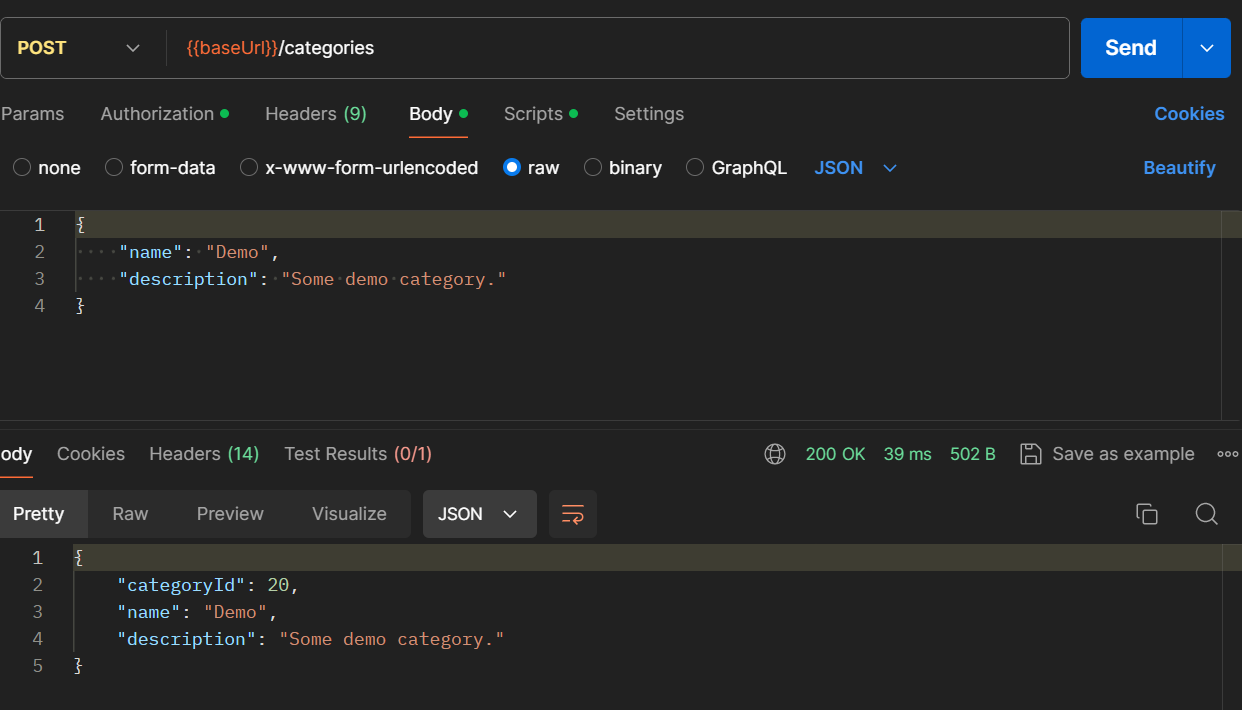 POST {{baseUrl}}/categories Send
Params Authorization Headers (9) Body Scripts Settings Cookies
none form-data x-www-form-urlencoded raw binary GraphQL JSON Beautify
1 {
2 "name": "Demo",
3 "description": "Some demo category."
4 }
ody Cookies Headers (14) Test Results (0/1) 200 OK 39 ms 502 B Save as example
Pretty Raw Preview Visualize JSON
1 {
2 "categoryId": 20,
3 "name": "Demo",
4 "description": "Some demo category."
5 }